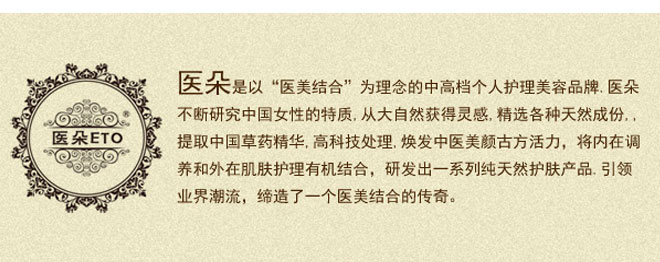 医朵ETO
®
医朵是以“医美结合”为理念的中高档个人护理美容品牌.医朵
不断研究中国女性的特质,从大自然获得灵感,精选各种天然成份,,
提取中国草药精华,高科技处理,焕发中医美颜古方活力，将内在调
养和外在肌肤护理有机结合，研发出一系列纯天然护肤产品.引领
业界潮流，缔造了一个医美结合的传奇。